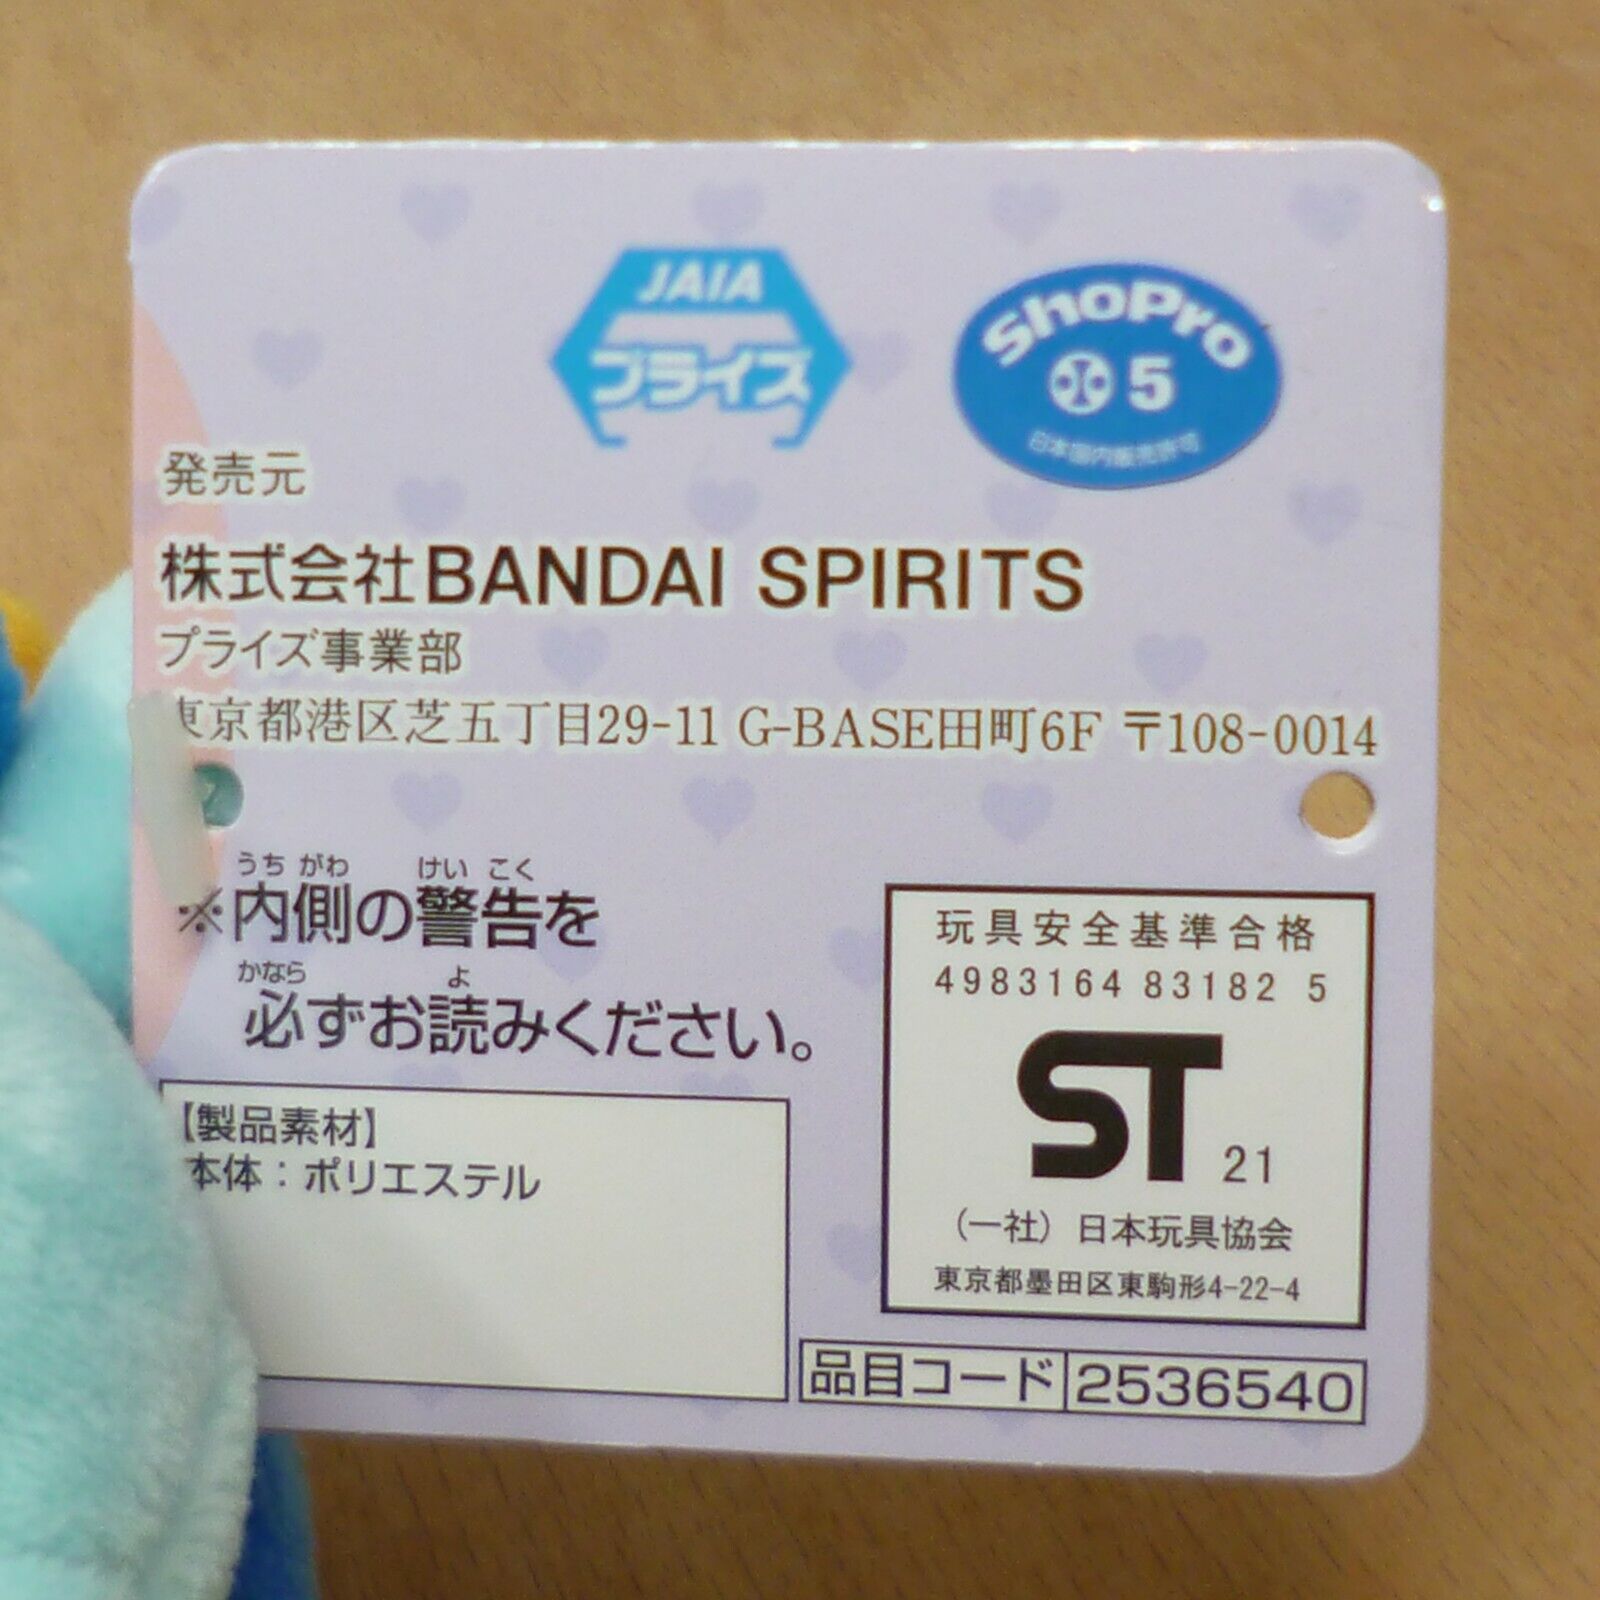 JAIA
プライズ
ShoPro
小5
日本国内販売許可
発売元
株式会社BANDAI SPIRITS
プライズ事業部
東京都港区芝五丁目29-11 G-BASE田町6F 〒108-0014
うち がわ けい こく
※内側の警告を
かなら よ
必ずお読みください。
【製品素材】
本体：ポリエステル
玩具安全基準合格
4983164 83182 5
ST 21
（一社）日本玩具協会
東京都墨田区東駒形4-22-4
品目コード 2536540